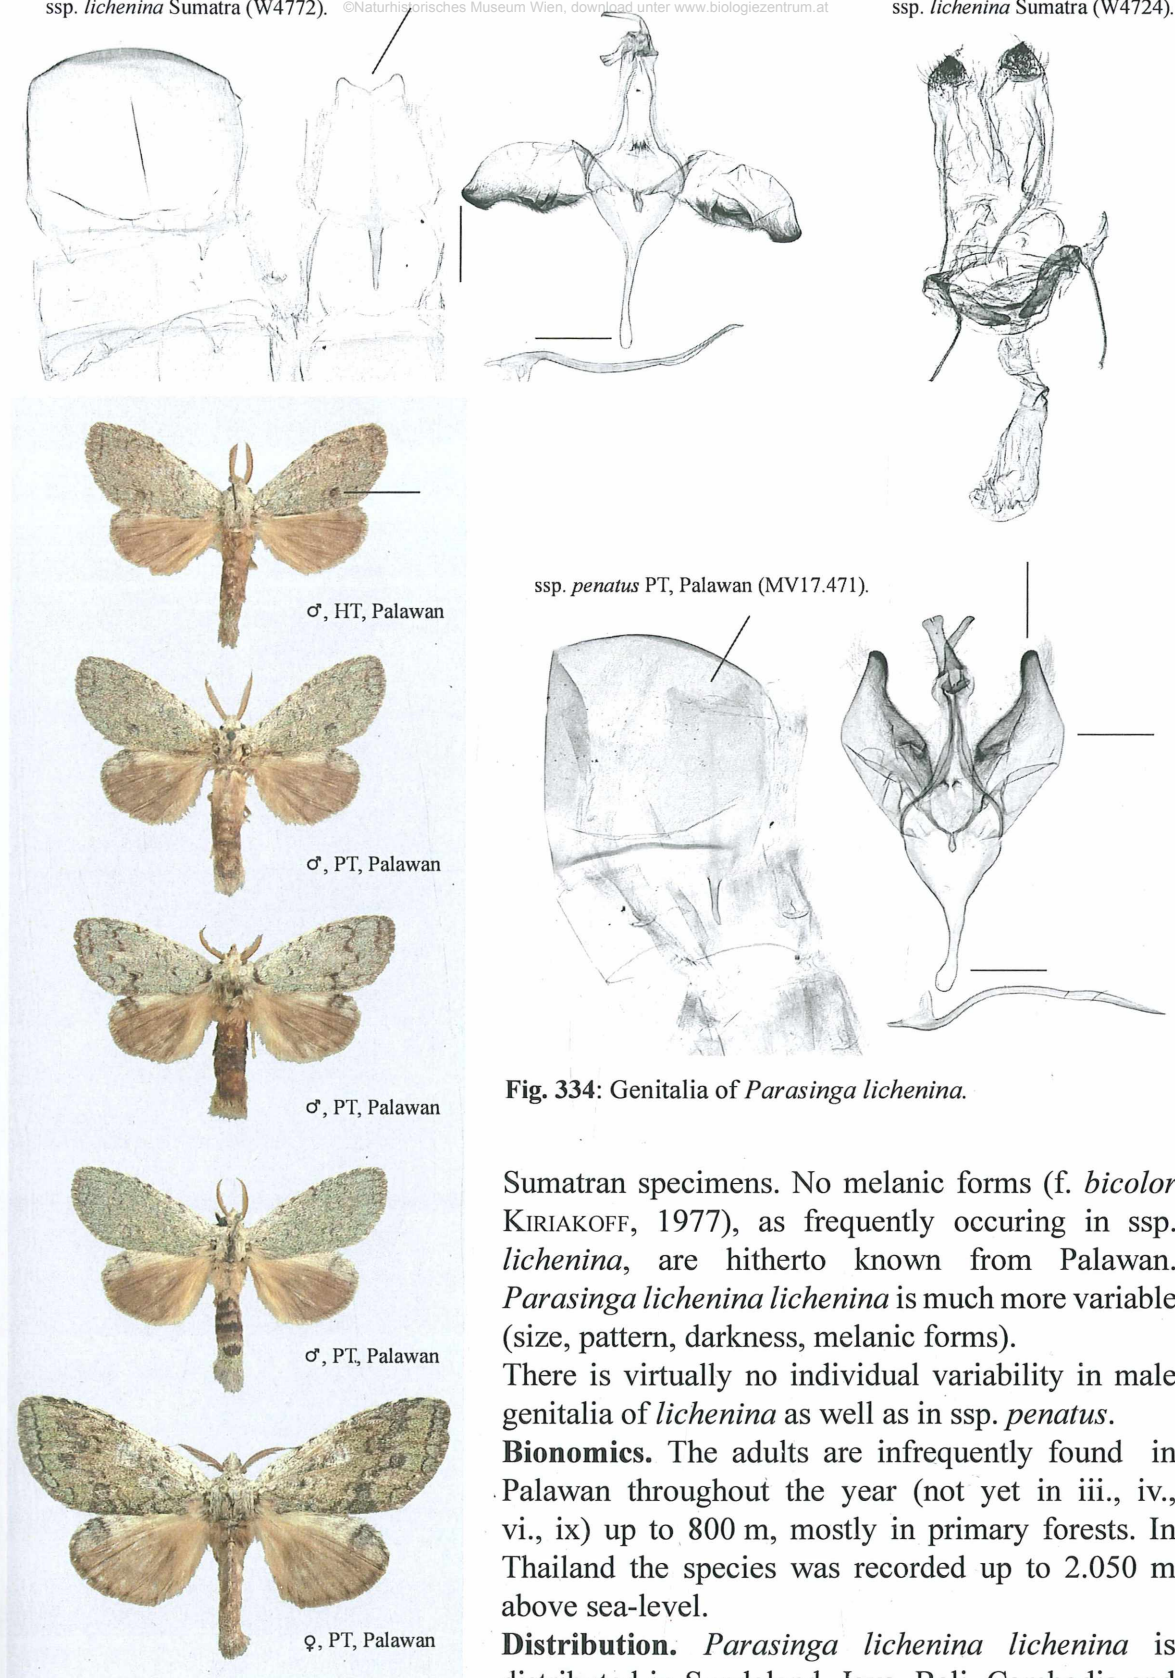 ssp. lichenina Sumatra (W4772).
©Naturhistorisches Museum Wien, download unter www.biologiezentrum.at
ssp. lichenina Sumatra (W4724).
♂, HT, Palawan
♂, PT, Palawan
♂, PT, Palawan
♂, PT, Palawan
♀, PT, Palawan
ssp. penatus PT, Palawan (MV17.471).
Fig. 334: Genitalia of Parasinga lichenina.
Sumatran specimens. No melanic forms (f. bicolor
KIRIAKOFF, 1977), as frequently occuring in ssp.
lichenina, are hitherto known from Palawan.
Parasinga lichenina lichenina is much more variable
(size, pattern, darkness, melanic forms).
There is virtually no individual variability in male
genitalia of lichenina as well as in ssp. penatus.
Bionomics. The adults are infrequently found in
Palawan throughout the year (not yet in iii., iv.,
vi., ix) up to 800 m, mostly in primary forests. In
Thailand the species was recorded up to 2.050 m
above sea-level.
Distribution. Parasinga lichenina lichenina is